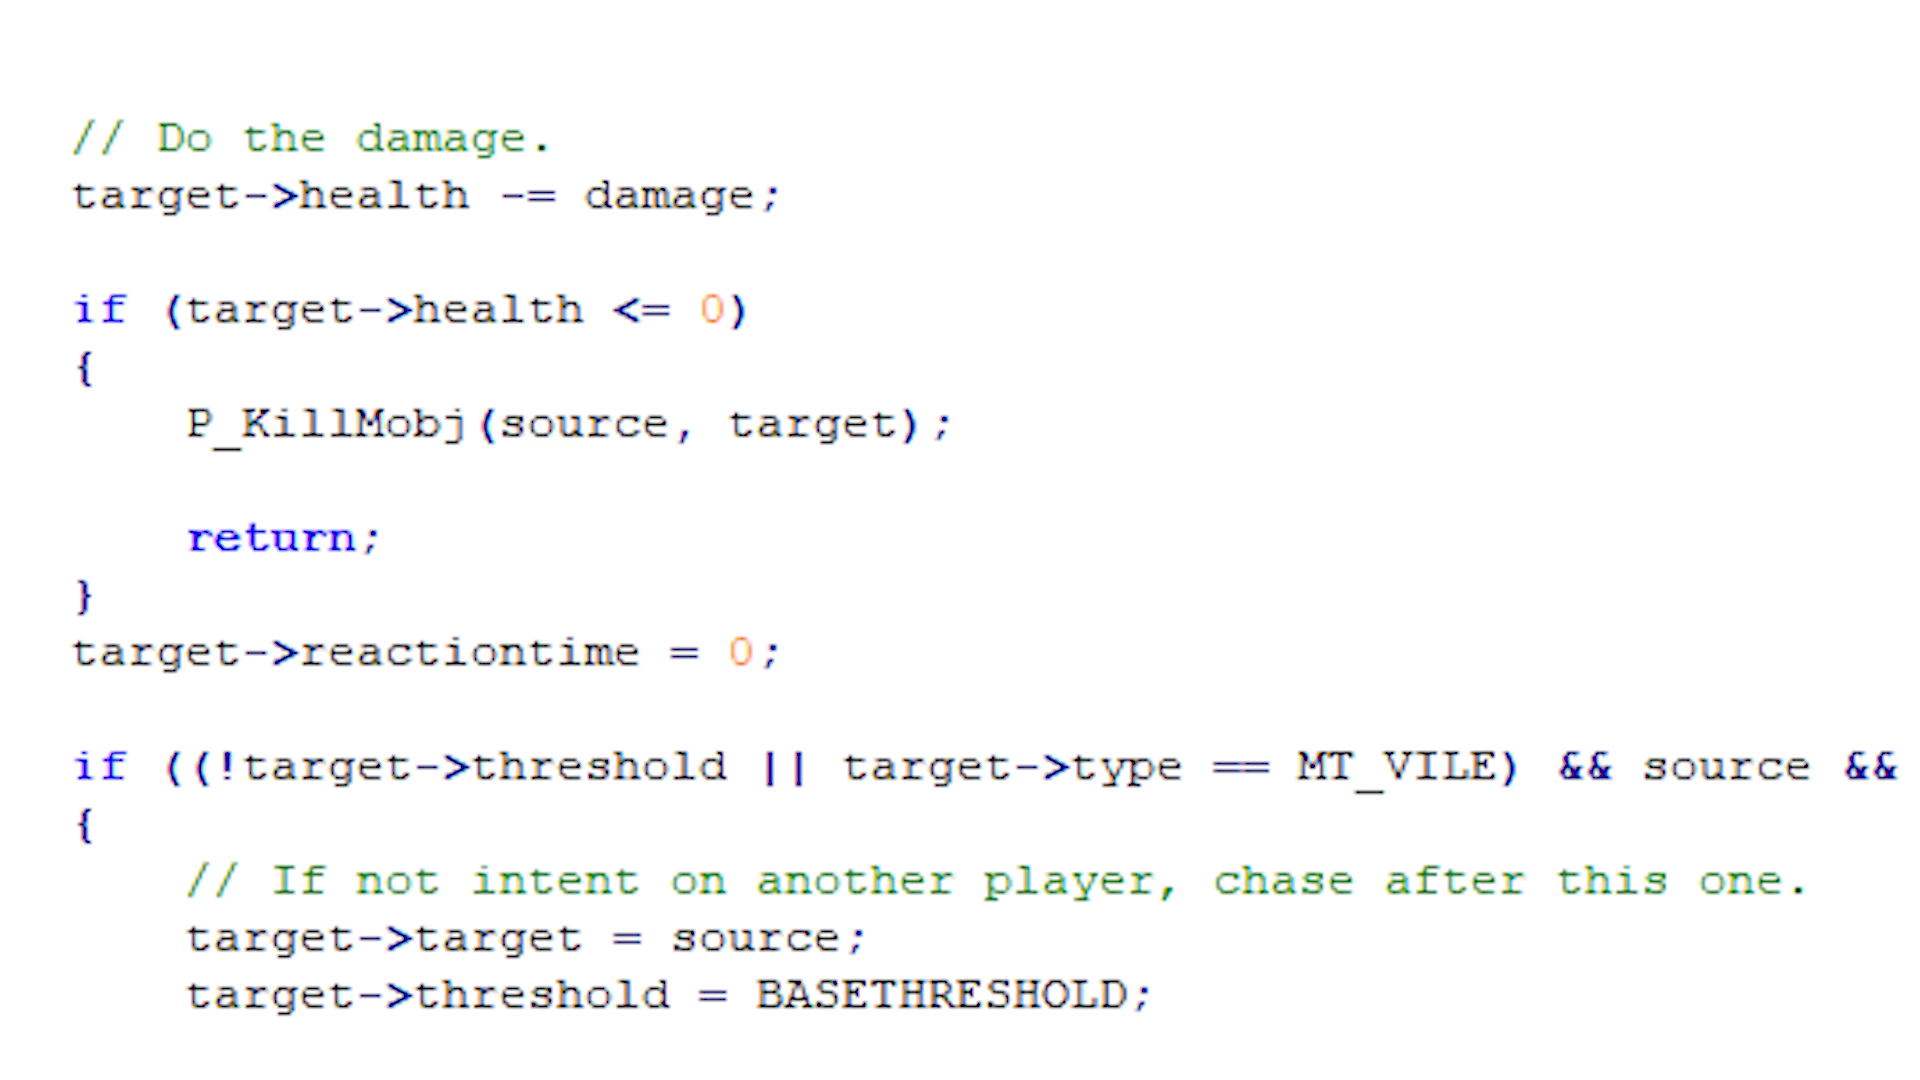 // Do the damage.
target->health -= damage;
if (target->health <= 0)
{
P_KillMobj(source, target);
return;
}
target->reactiontime = 0;
if ((!target->threshold || target->type == MT_VILE) && source &&
{
// If not intent on another player, chase after this one.
target->target = source;
target->threshold = BASETHRESHOLD;